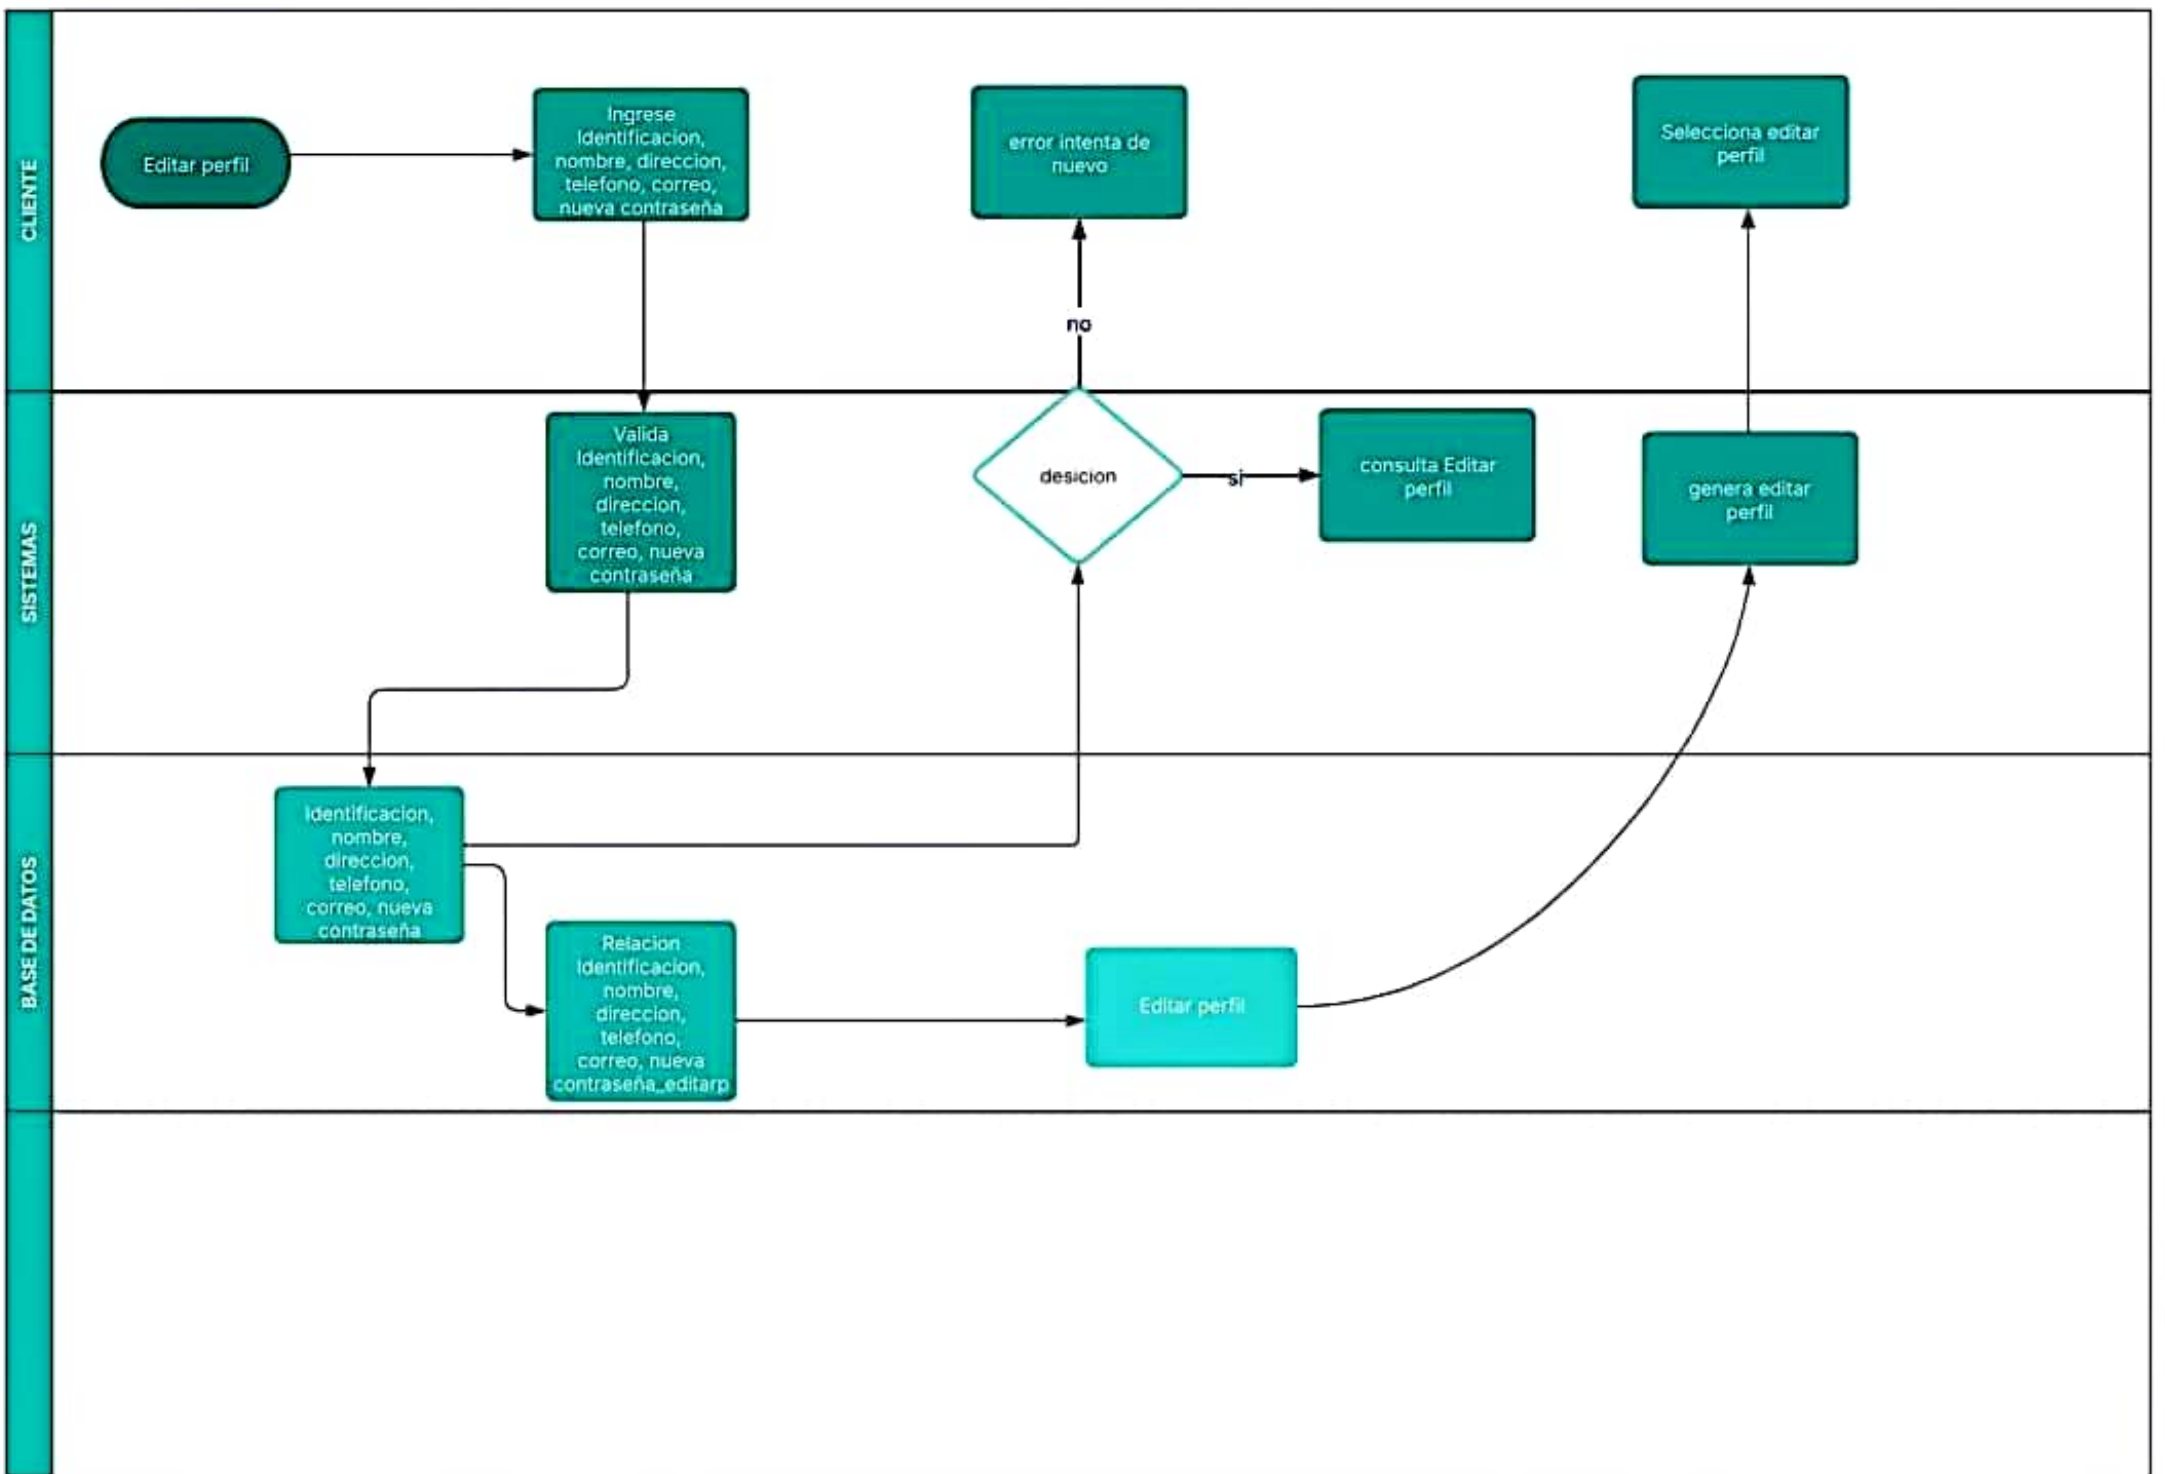 CLIENTE
Editar perfil
Ingrese
Identificacion,
nombre, direccion,
telefono, correo,
nueva contraseña
error intenta de
nuevo
Selecciona editar
perfil
no
SISTEMAS
Valida
Identificacion,
nombre,
direccion,
telefono,
correo, nueva
contraseña
desicion
si
consulta Editar
perfil
genera editar
perfil
BASE DE DATOS
Identificacion,
nombre,
direccion,
telefono,
correo, nueva
contraseña
Relacion
Identificacion,
nombre,
direccion,
telefono,
correo, nueva
contraseña_editarp
Editar perfil